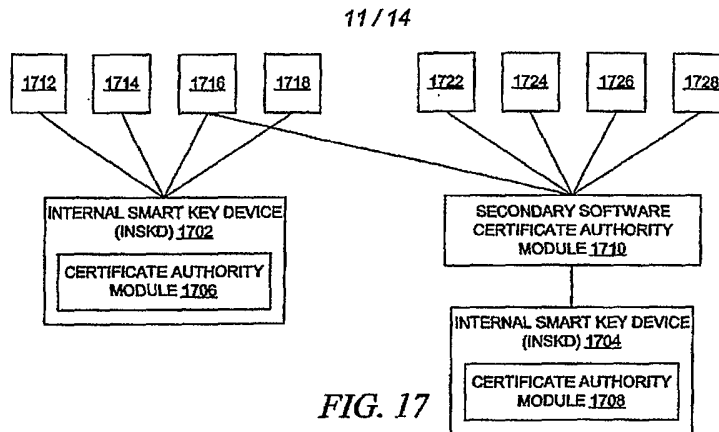 11/14
1712 1714 1716 1718 1722 1724 1726 1728
INTERNAL SMART KEY DEVICE
(INSKD) 1702
CERTIFICATE AUTHORITY
MODULE 1706
SECONDARY SOFTWARE
CERTIFICATE AUTHORITY
MODULE 1710
INTERNAL SMART KEY DEVICE
(INSKD) 1704
CERTIFICATE AUTHORITY
MODULE 1708
FIG. 17